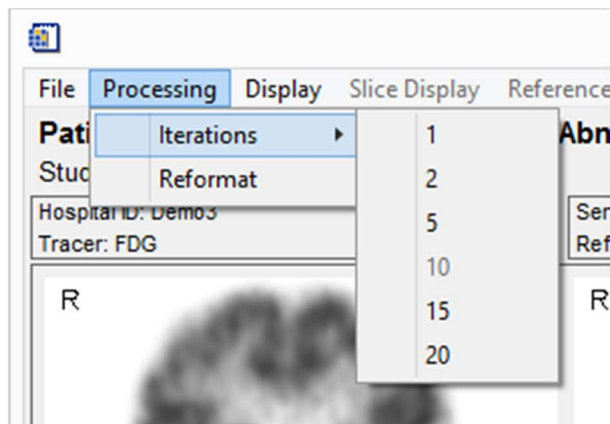 File Processing Display Slice Display Reference
Iterations
Reformat
1
2
5
10
15
20
Pati
Abn
Stud
Hospital ID: Demo3
Tracer: FDG
Ser
Ref
R
R